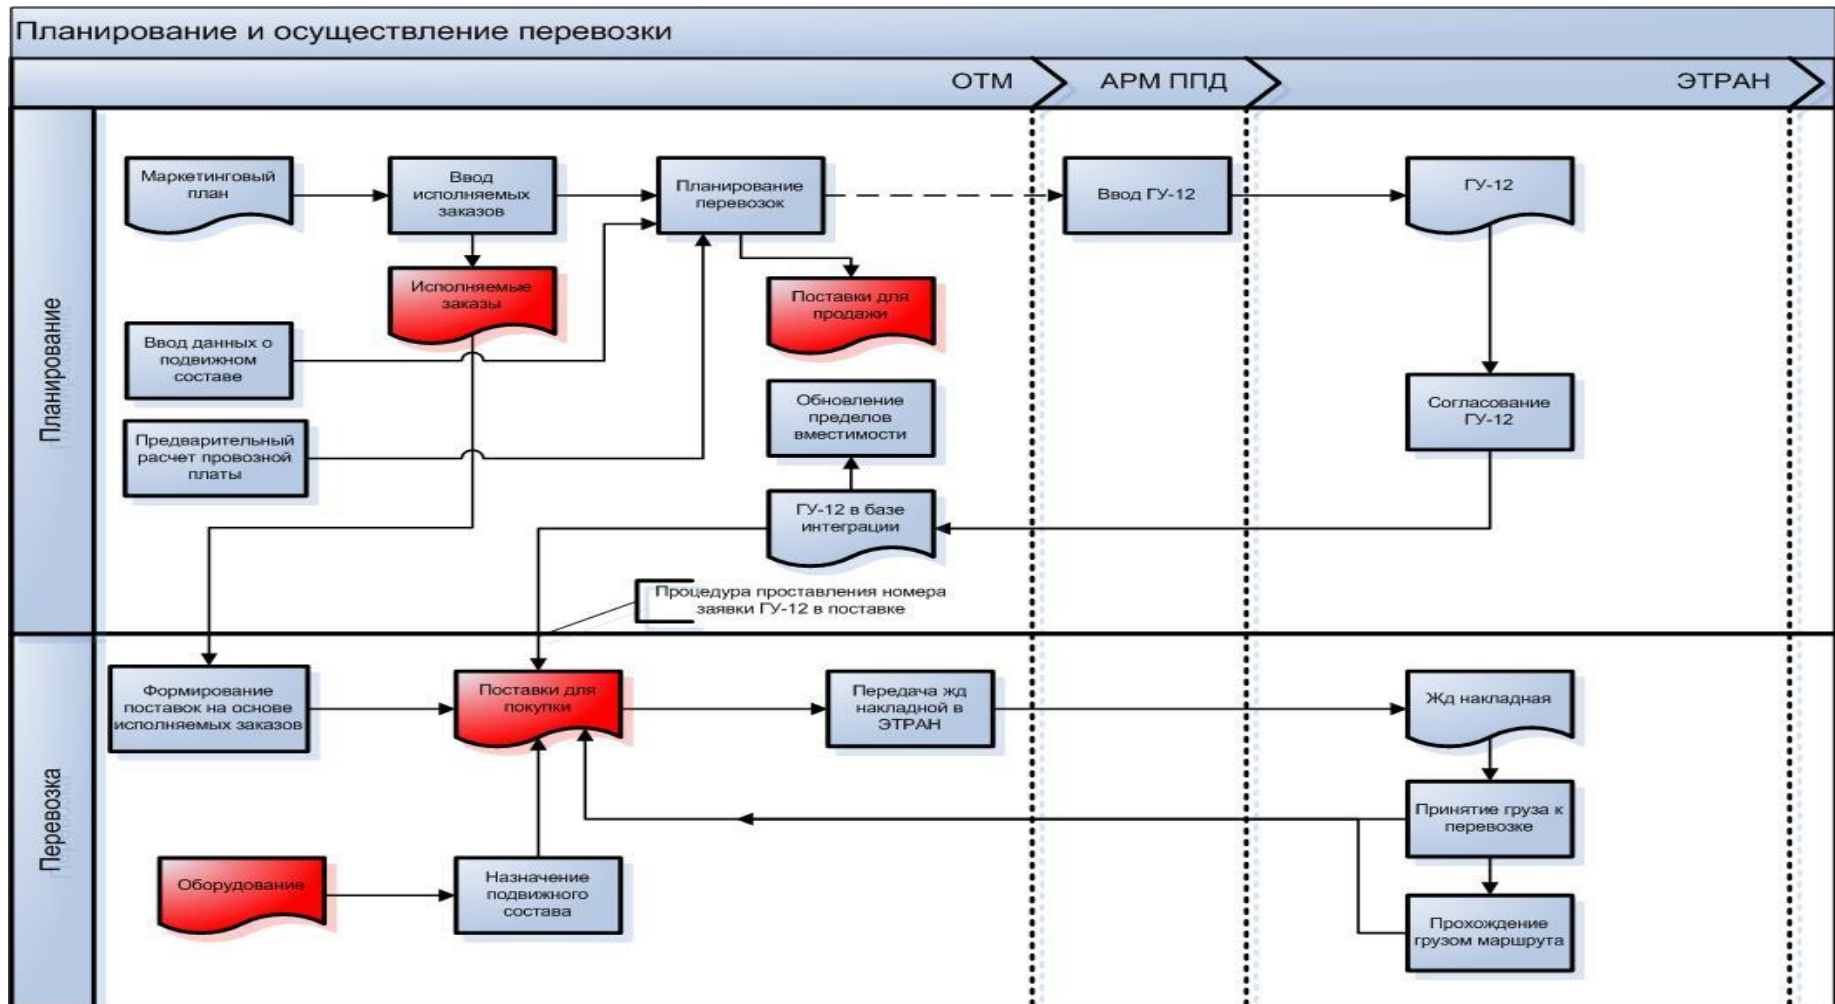 Планирование и осуществление перевозки
ОТМ
АРМ ППД
ЭТРАН
Планирование
Маркетинговый
план
Ввод
исполняемых
заказов
Планирование
перевозок
Ввод ГУ-12
ГУ-12
Исполняемые
заказы
Поставки для
продажи
Ввод данных о
подвижном
составе
Обновление
пределов
вместимости
Согласование
ГУ-12
Предварительный
расчет провозной
платы
ГУ-12 в базе
интеграции
Процедура проставления номера
заявки ГУ-12 в поставке
Перевозка
Формирование
поставок на основе
исполняемых заказов
Поставки для
покупки
Передача жд
накладной в
ЭТРАН
Жд накладная
Принятие груза к
перевозке
Оборудование
Назначение
подвижного
состава
Прохождение
грузом маршрута